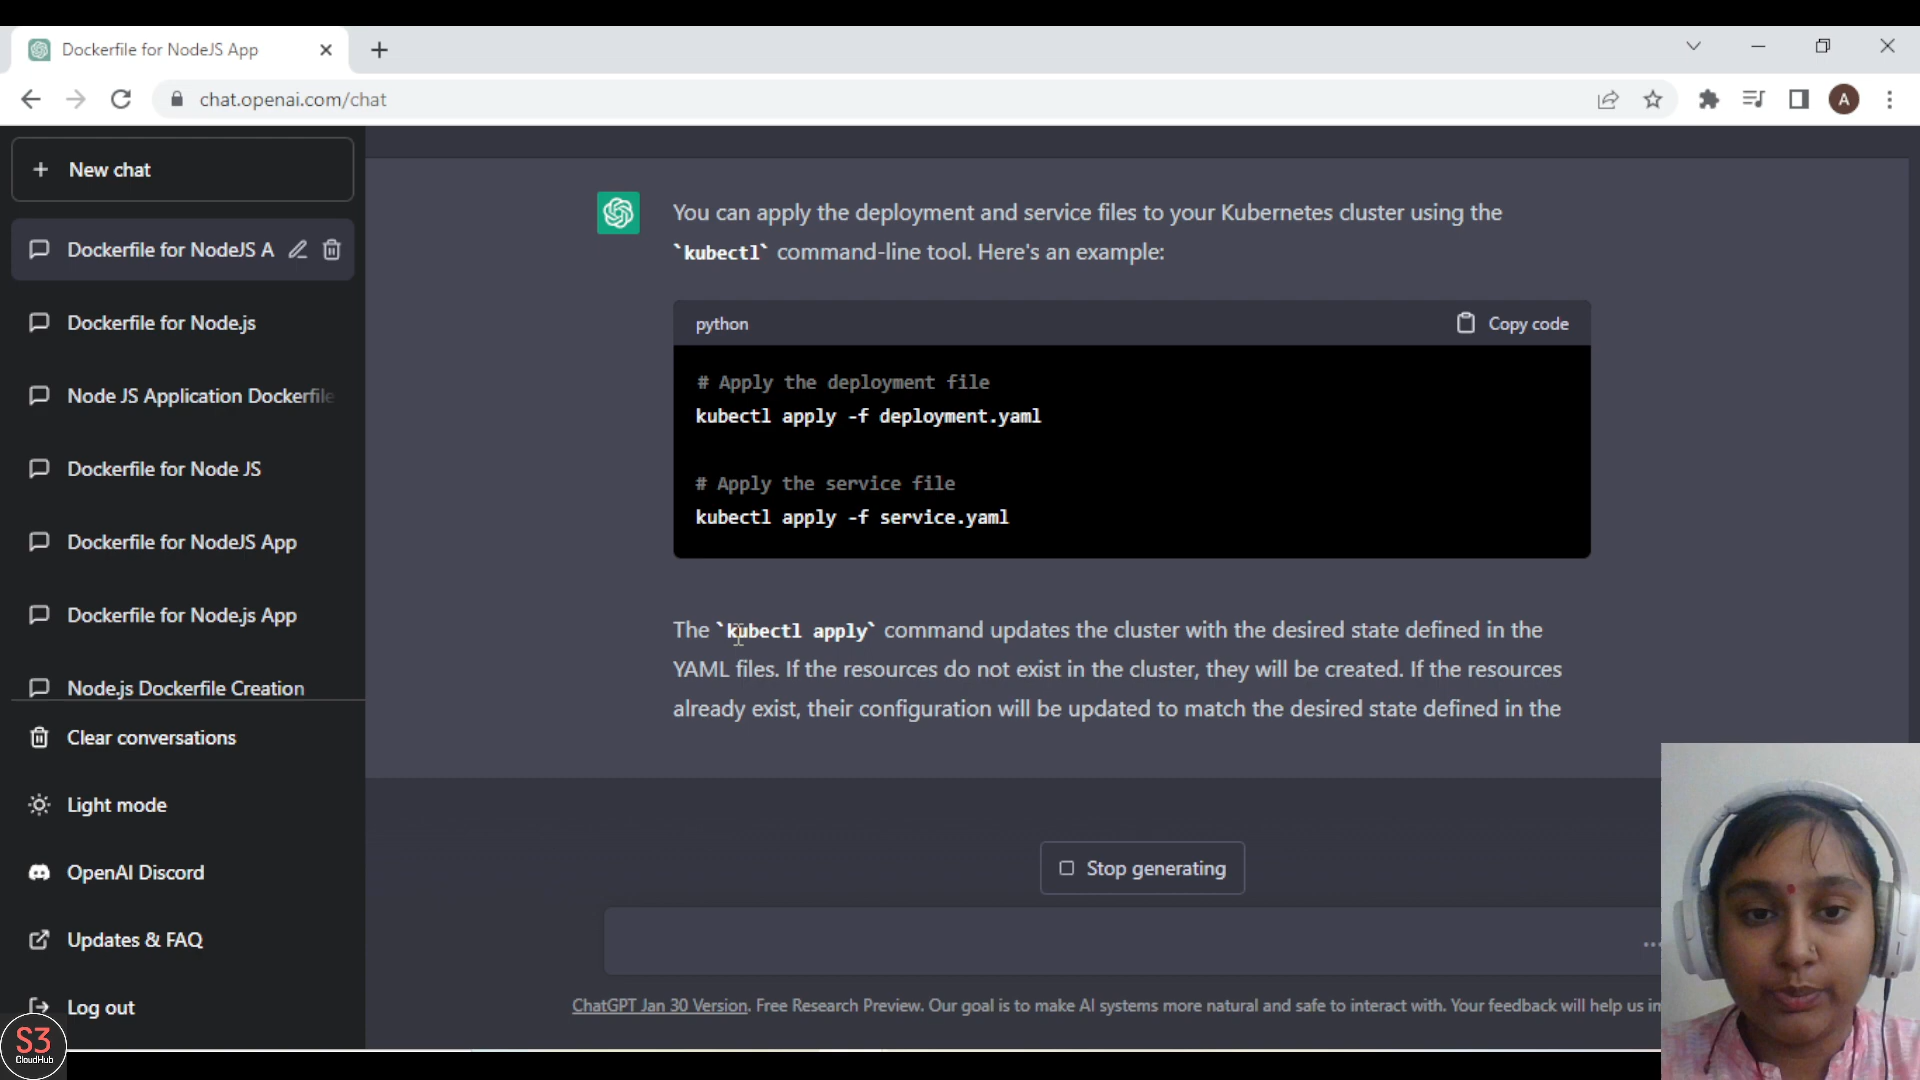 Dockerfile for NodeJS App
chat.openai.com/chat
A
New chat
Dockerfile for NodeJS A
Dockerfile for Node.js
Node JS Application Dockerfile
Dockerfile for Node JS
Dockerfile for NodeJS App
Dockerfile for Node.js App
Node.js Dockerfile Creation
Clear conversations
Light mode
OpenAI Discord
Updates & FAQ
Log out
S3
CloudHub
You can apply the deployment and service files to your Kubernetes cluster using the
`kubectl` command-line tool. Here's an example:
python
Copy code
# Apply the deployment file
kubectl apply -f deployment.yaml
# Apply the service file
kubectl apply -f service.yaml
The `kubectl apply` command updates the cluster with the desired state defined in the
YAML files. If the resources do not exist in the cluster, they will be created. If the resources
already exist, their configuration will be updated to match the desired state defined in the
Stop generating
ChatGPT Jan 30 Version. Free Research Preview. Our goal is to make AI systems more natural and safe to interact with. Your feedback will help us